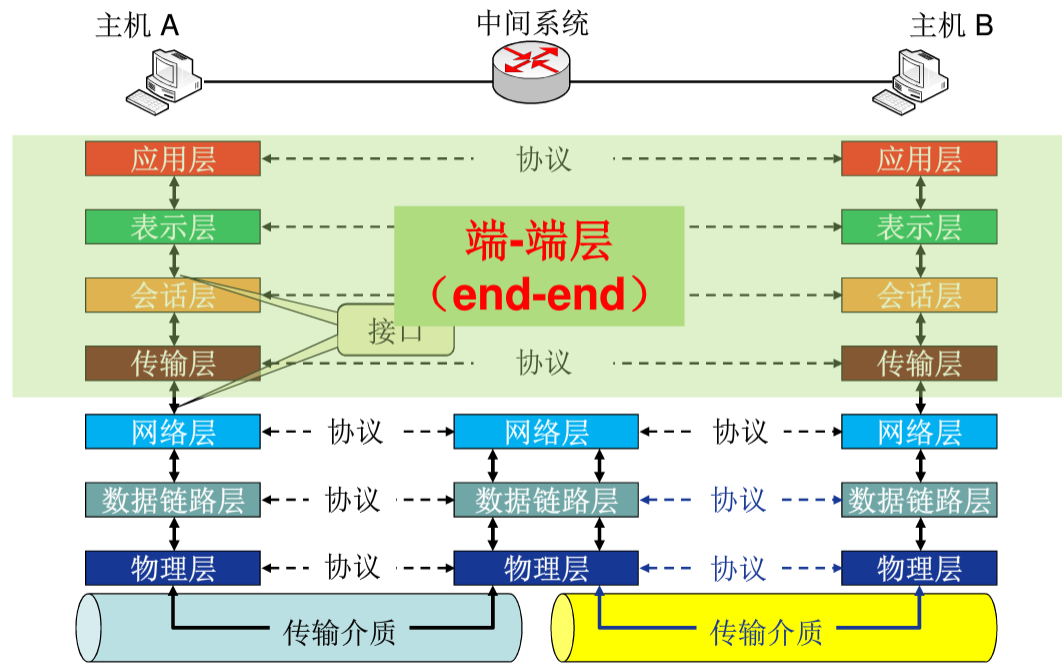 主机 A
中间系统
主机 B
应用层
协议
应用层
表示层
表示层
端-端层
（end-end）
会话层
会话层
接口
传输层
协议
传输层
网络层
协议
网络层
协议
网络层
数据链路层
协议
数据链路层
协议
数据链路层
物理层
协议
物理层
协议
物理层
传输介质
传输介质